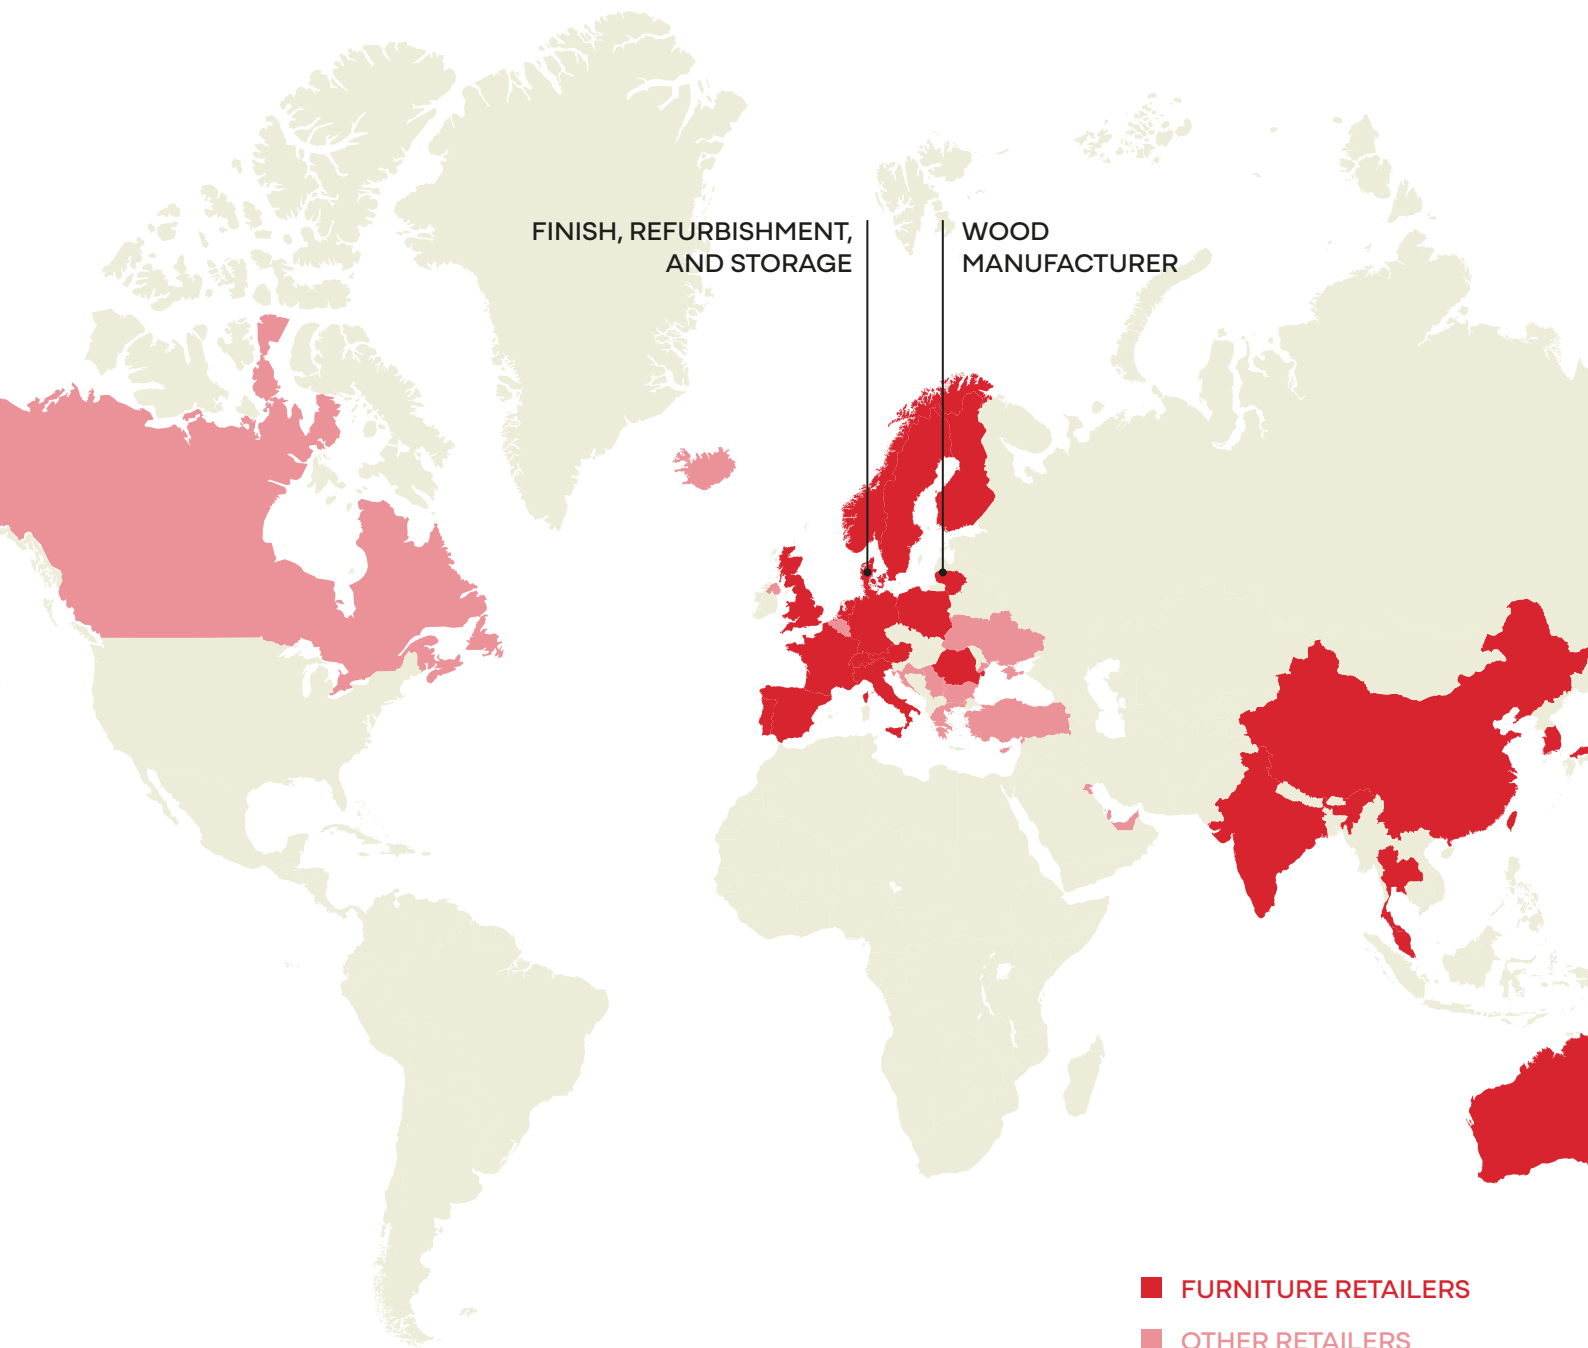 FINISH, REFURBISHMENT,
AND STORAGE
WOOD
MANUFACTURER
FURNITURE RETAILERS
OTHER RETAILERS